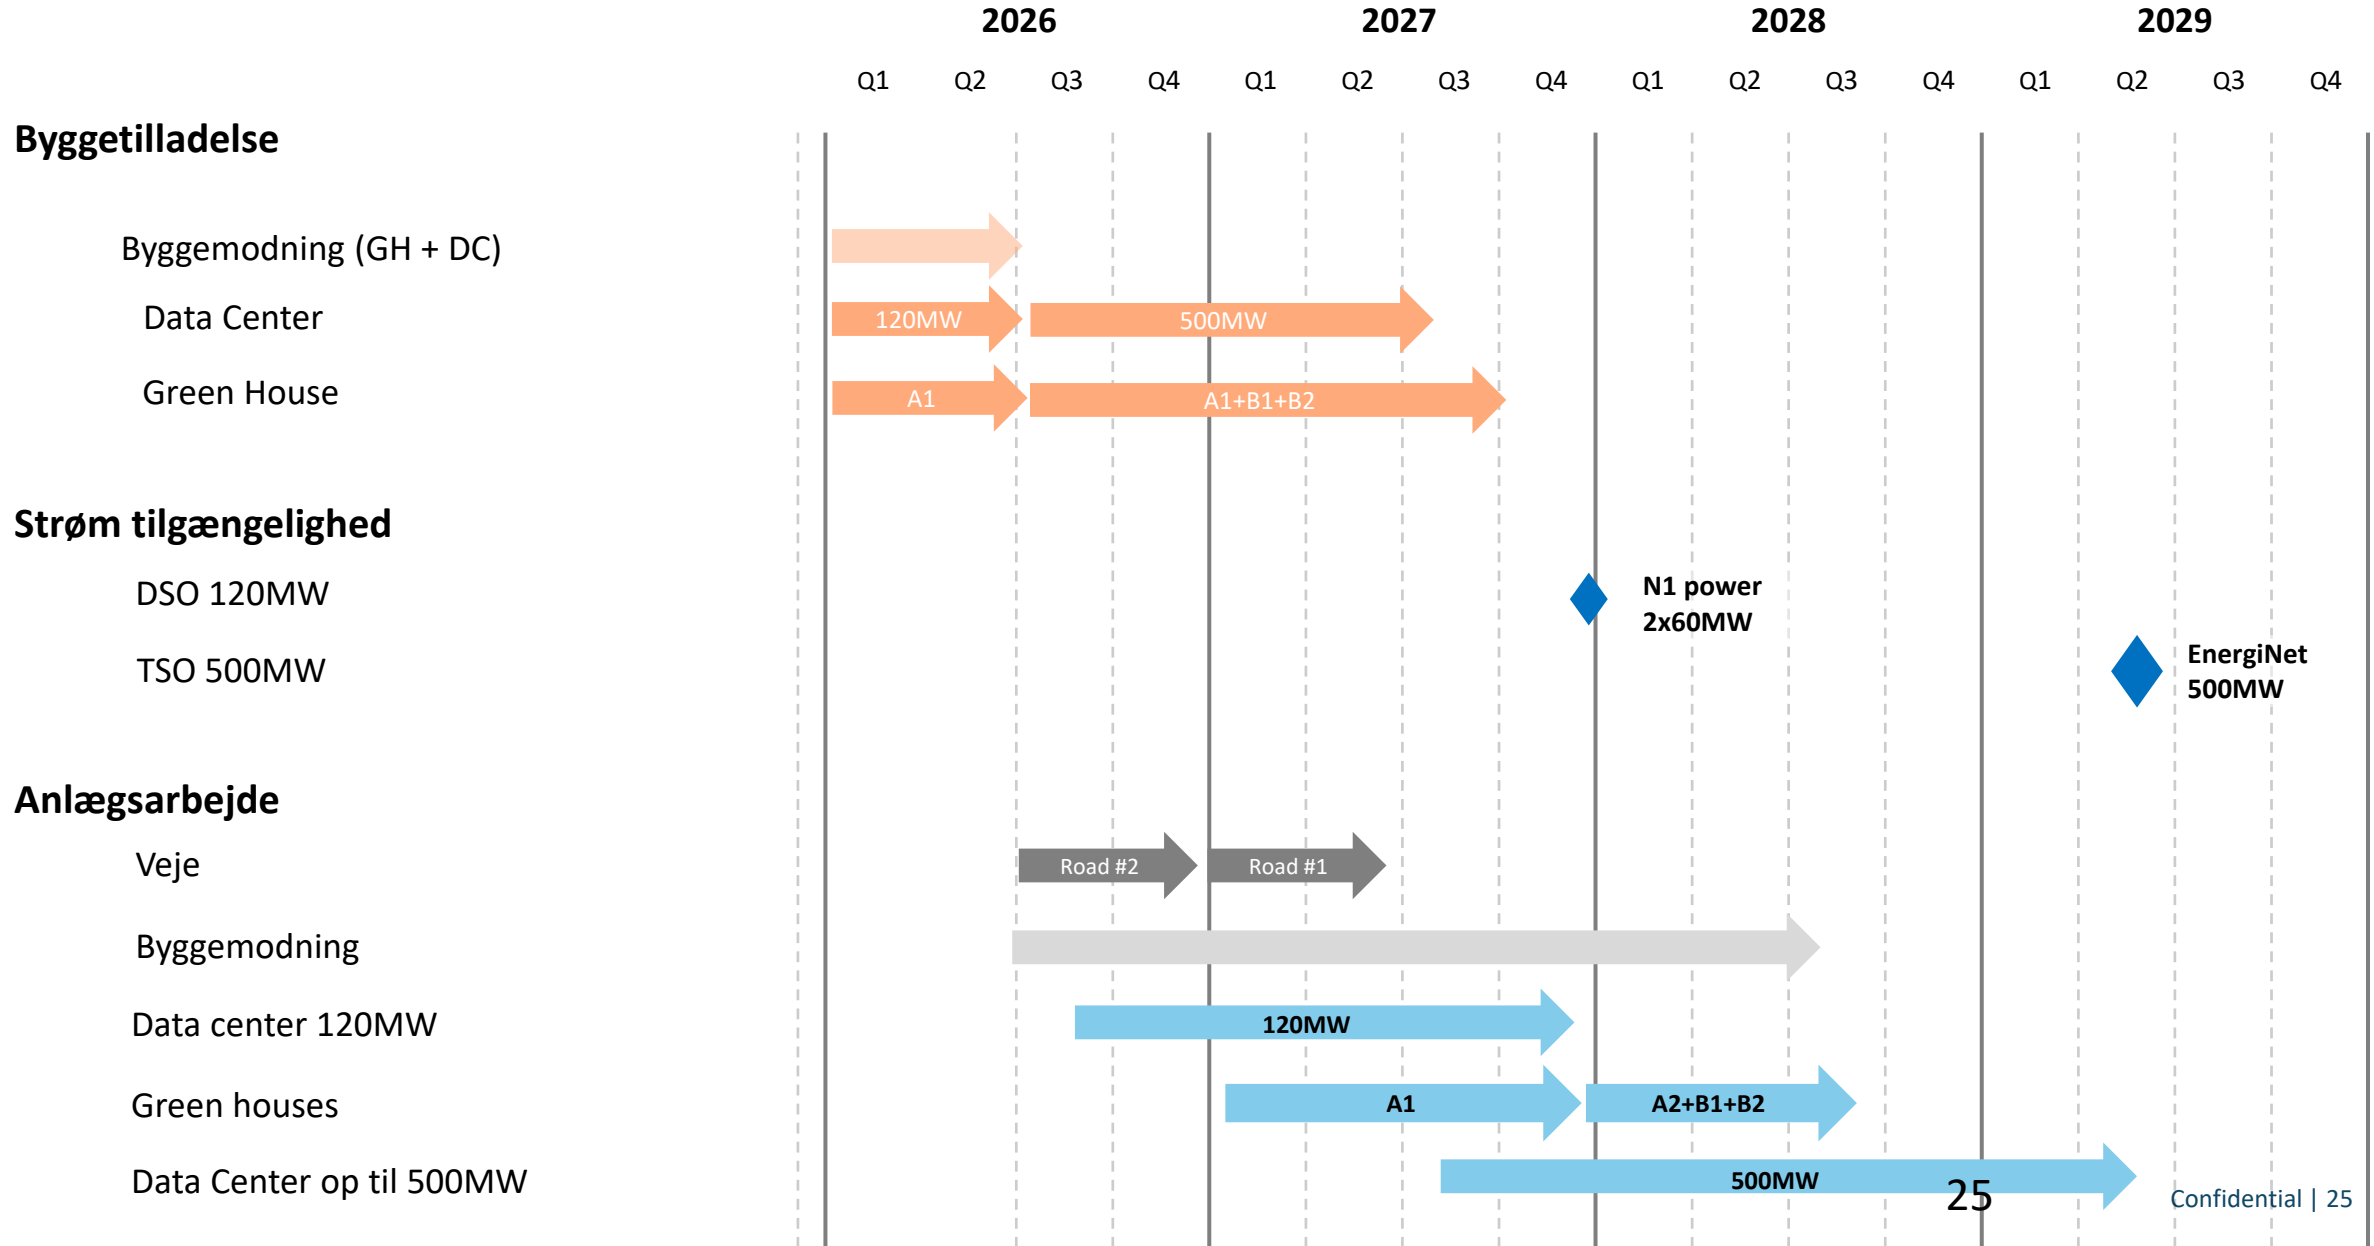 2026 2027 2028 2029
Q1 Q2 Q3 Q4 Q1 Q2 Q3 Q4 Q1 Q2 Q3 Q4 Q1 Q2 Q3 Q4
Byggetilladelse
Byggemodning (GH + DC)
Data Center 120MW 500MW
Green House A1 A1+B1+B2
Strøm tilgængelighed
DSO 120MW N1 power
2x60MW
TSO 500MW EnergiNet
500MW
Anlægsarbejde
Veje Road #2 Road #1
Byggemodning
Data center 120MW 120MW
Green houses A1 A2+B1+B2
Data Center op til 500MW 500MW
25
Confidential | 25